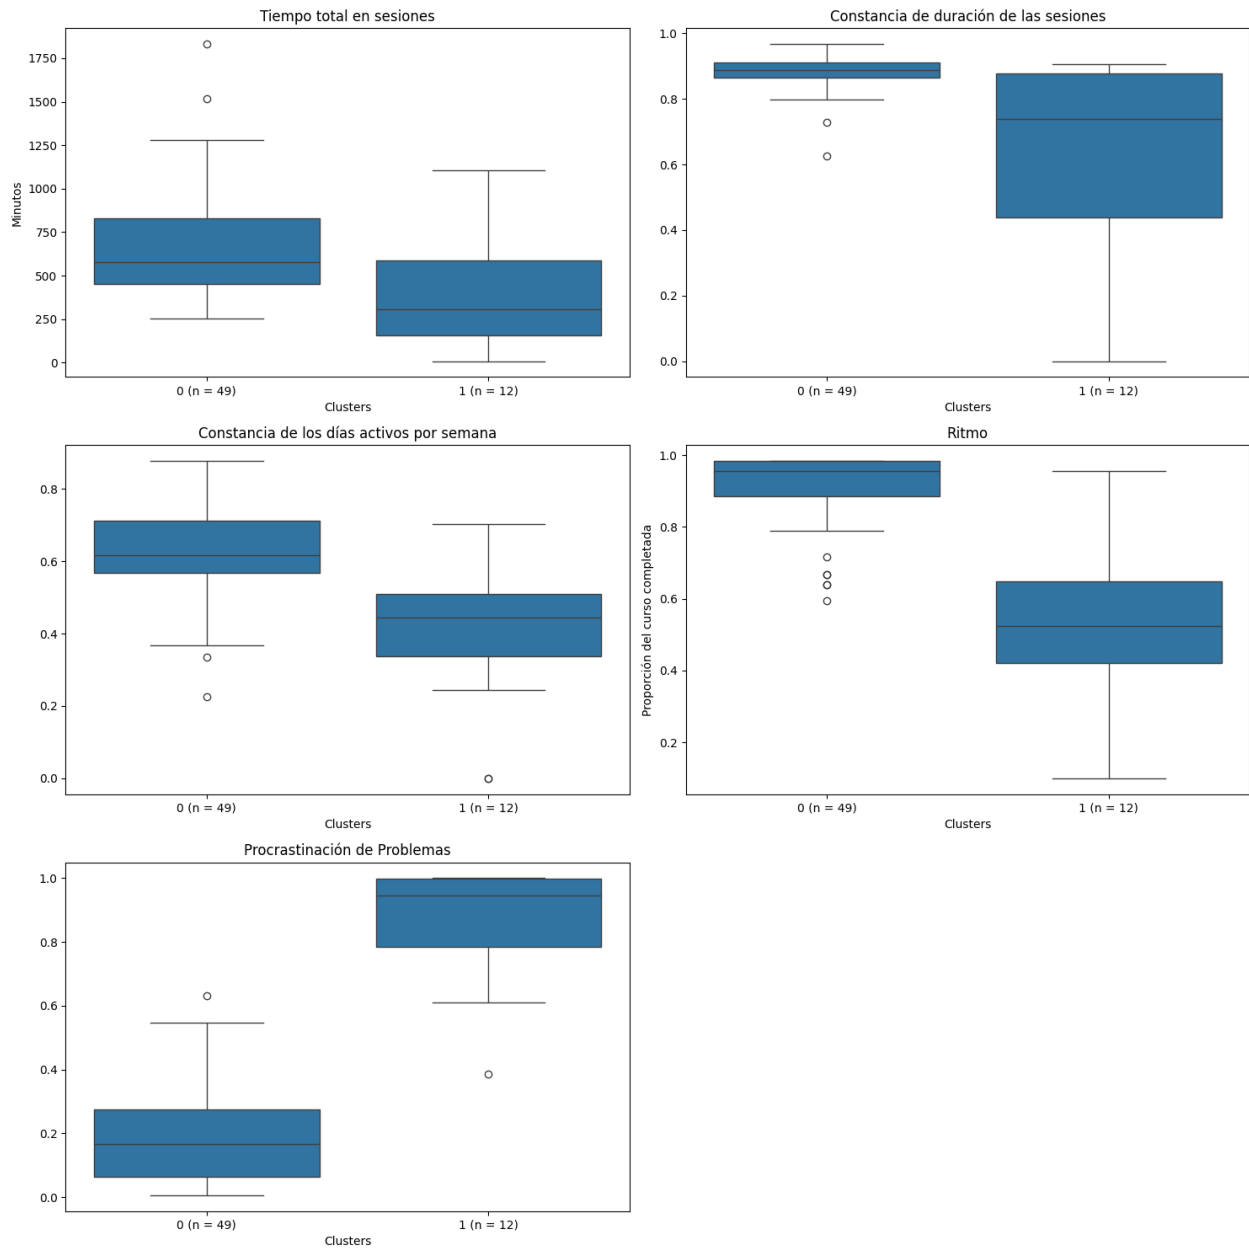 Tiempo total en sesiones
1750
1500
1250
1000
750
500
250
0
Minutos
0 (n = 49)
1 (n = 12)
Clusters
Constancia de duración de las sesiones
1.0
0.8
0.6
0.4
0.2
0.0
0 (n = 49)
1 (n = 12)
Clusters
Constancia de los días activos por semana
0.8
0.6
0.4
0.2
0.0
0 (n = 49)
1 (n = 12)
Clusters
Ritmo
1.0
0.8
0.6
0.4
0.2
Proporción del curso completada
0 (n = 49)
1 (n = 12)
Clusters
Procrastinación de Problemas
1.0
0.8
0.6
0.4
0.2
0.0
0 (n = 49)
1 (n = 12)
Clusters